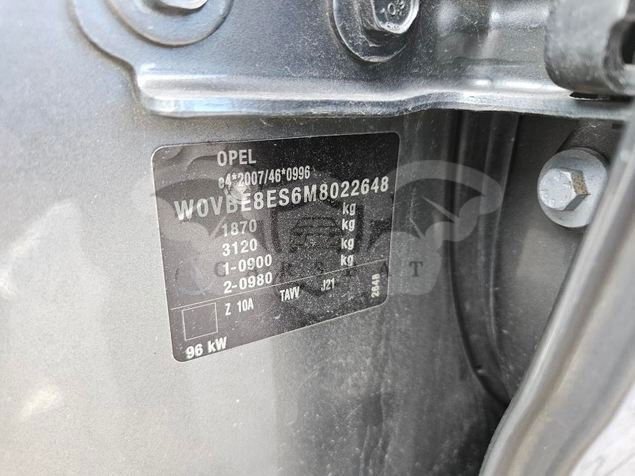 OPEL
e4*2007/46*0996
W0VBE8ES6M8022648
1870 kg
3120 kg
1-0900 kg
2-0980 kg
Z 10A TAVV J21 2648
96 kW
CARSTAT